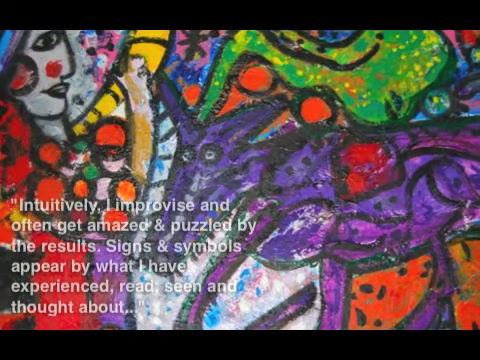 "Intuitively, I improvise and
often get amazed & puzzled by
the results. Signs & symbols
appear by what I have
experienced, read, seen and
thought about..."